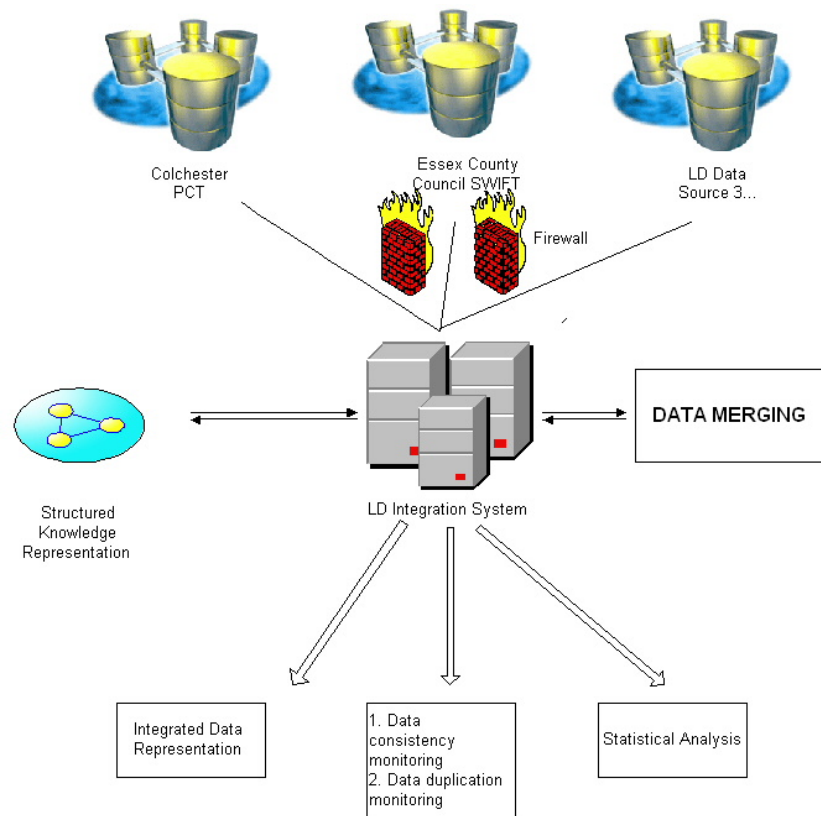 Colchester
PCT
Essex County
Council SWIFT
LD Data
Source 3...
Firewall
DATA MERGING
Structured
Knowledge
Representation
LD Integration System
Integrated Data
Representation
1. Data
consistency
monitoring
2. Data duplication
monitoring
Statistical Analysis